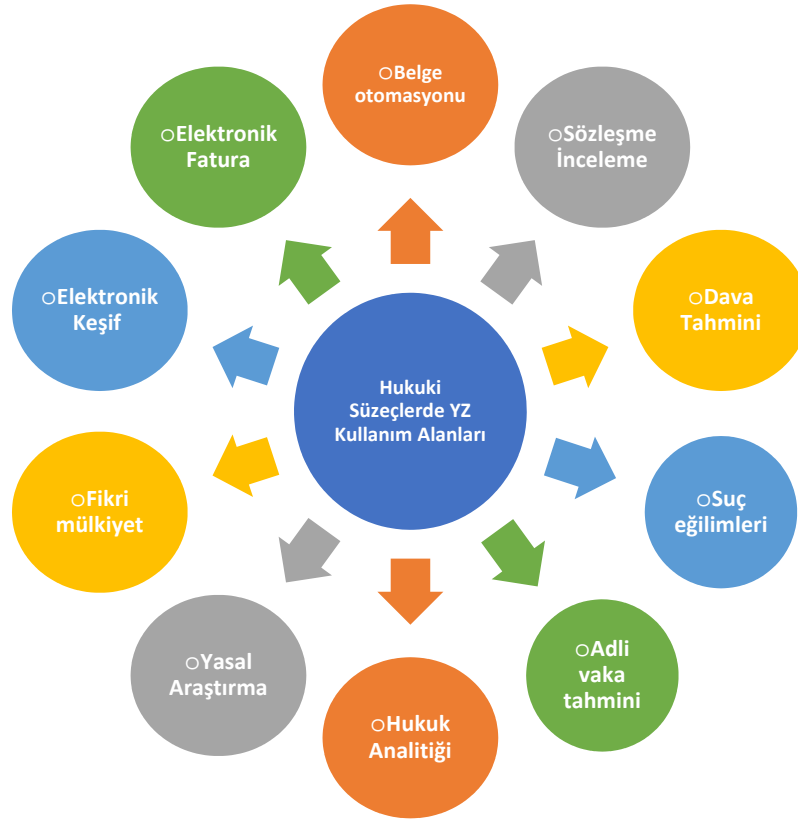 ○Belge
otomasyonu
○Sözleşme
İnceleme
○Dava
Tahmini
○Suç
eğilimleri
○Adli
vaka
tahmini
○Hukuk
Analitiği
○Yasal
Araştırma
○Fikri
mülkiyet
○Elektronik
Keşif
○Elektronik
Fatura
Hukuki
Süzeçlerde YZ
Kullanım Alanları